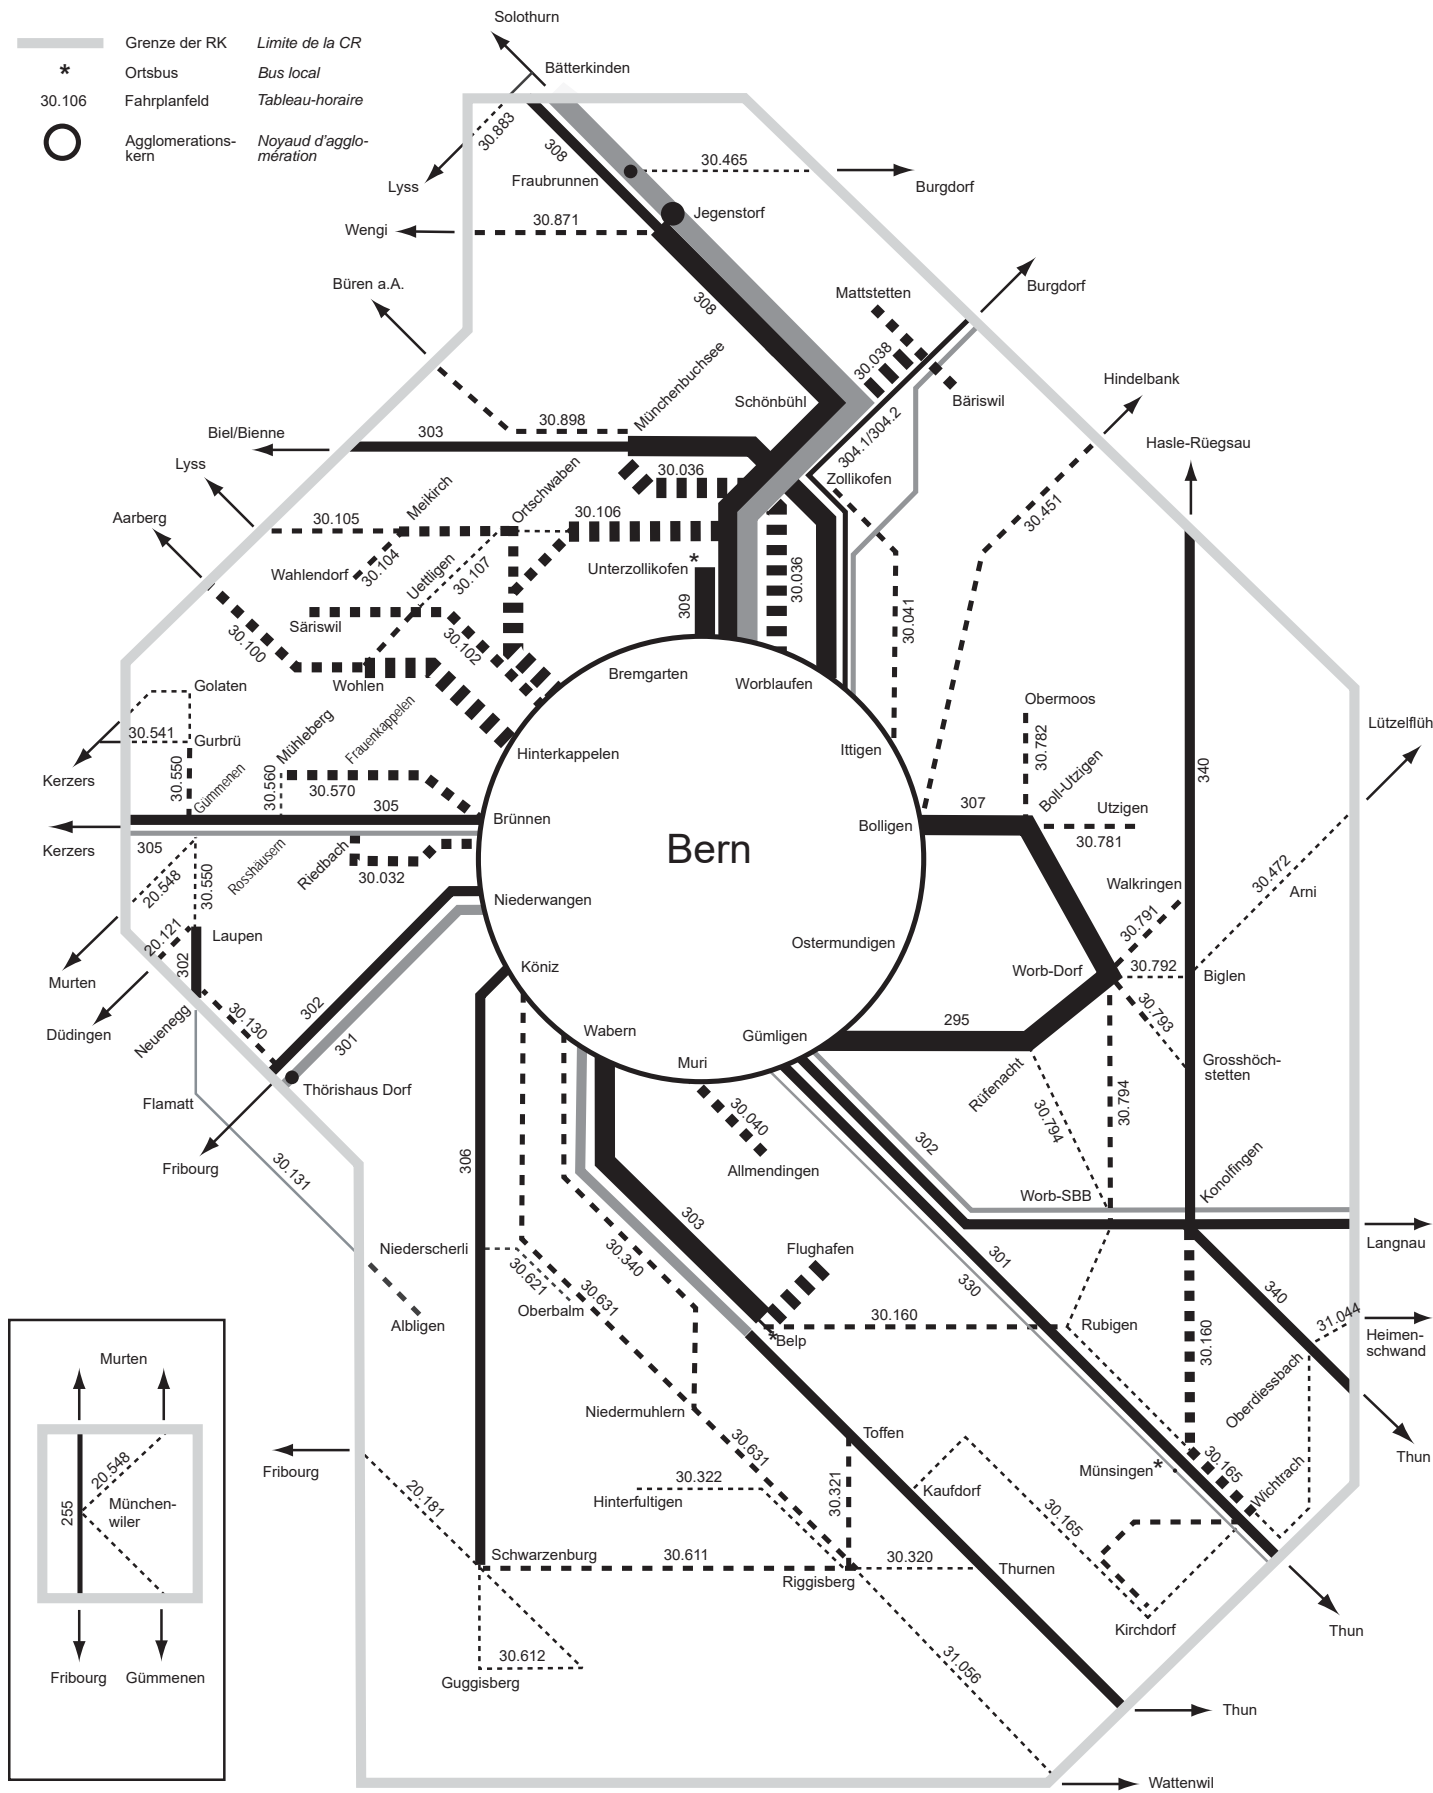 Solothurn
Grenze der RK Limite de la CR
* Ortsbus Bus local
30.106 Fahrplanfeld Tableau-horaire
Agglomerations-
kern
Noyaud d'agglo-
mération
Bätterkinden
30.883
308
Fraubrunnen
30.465
Burgdorf
Lyss
Jegenstorf
30.871
Wengi
Büren a.A.
308
Mattstetten
Burgdorf
30.038
Bäriswil
Hindelbank
Münchenbuchsee
Schönbühl
304.1/304.2
Biel/Bienne
303
30.898
Hasle-Rüegsau
Lyss
Meikirch
Ortschwaben
30.036
Zollikofen
30.451
Aarberg
30.105
30.106
30.104
Wahlendorf
Uettligen
30.107
Unterzollikofen
*
309
30.036
30.041
Säriswil
30.100
30.102
Wohlen
Bremgarten
Worblaufen
Golaten
30.541
Gurbrü
Mühleberg
Frauenkappelen
Hinterkappelen
Ittigen
Obermoos
30.782
Lützelflüh
340
Kerzers
30.550
Gümmenen
30.560
30.570
305
Brünnen
Bern
Bolligen
307
Boll-Utzigen
Utzigen
30.781
Kerzers
305
20.548
30.550
Rosshäusern
Riedbach
30.032
Niederwangen
Walkringen
30.472
Arni
30.791
20.121
Laupen
302
Ostermundigen
Köniz
Worb-Dorf
30.792
Biglen
Murten
Düdingen
Neuenegg
30.130
302
301
Wabern
Muri
Gümligen
295
30.793
Rüfenacht
Grosshöch-
stetten
Thörishaus Dorf
Flamatt
30.794
30.794
30.040
Allmendingen
302
Fribourg
30.131
306
Worb-SBB
Konolfingen
303
Niederscherli
30.621
Oberbalm
30.631
30.340
Flughafen
301
330
Langnau
340
31.044
Albligen
*
Belp
30.160
Rubigen
30.160
Heimen-
schwand
Oberdiessbach
Murten
Niedermuhlern
30.631
Toffen
Thun
Fribourg
20.181
30.322
Hinterfultigen
30.321
Kaufdorf
Münsingen*
30.165
Wichtrach
30.165
20.548
255
München-
wiler
Schwarzenburg
30.611
Riggisberg
30.320
Thurnen
Kirchdorf
Thun
30.612
Guggisberg
31.056
Fribourg
Gümmenen
Thun
Wattenwil